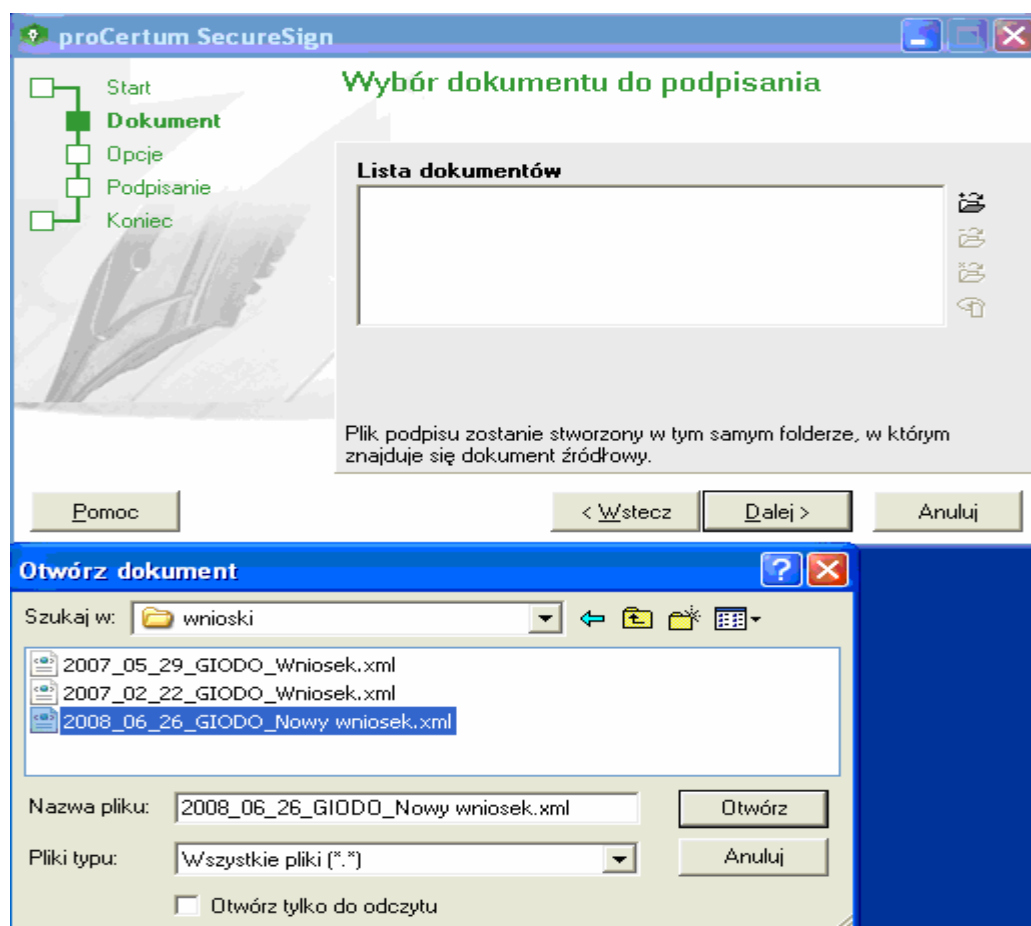 proCertum SecureSign
Start
Dokument
Opcje
Podpisanie
Koniec
Wybór dokumentu do podpisania
Lista dokumentów
Plik podpisu zostanie stworzony w tym samym folderze, w którym
znajduje się dokument źródłowy.
Pomoc
< Wstecz
Dalej >
Anuluj
Otwórz dokument
Szukaj w: wnioski
2007_05_29_GIODO_Wniosek.xml
2007_02_22_GIODO_Wniosek.xml
2008_06_26_GIODO_Nowy wniosek.xml
Nazwa pliku: 2008_06_26_GIODO_Nowy wniosek.xml
Otwórz
Pliki typu: Wszystkie pliki (*.*)
Anuluj
Otwórz tylko do odczytu